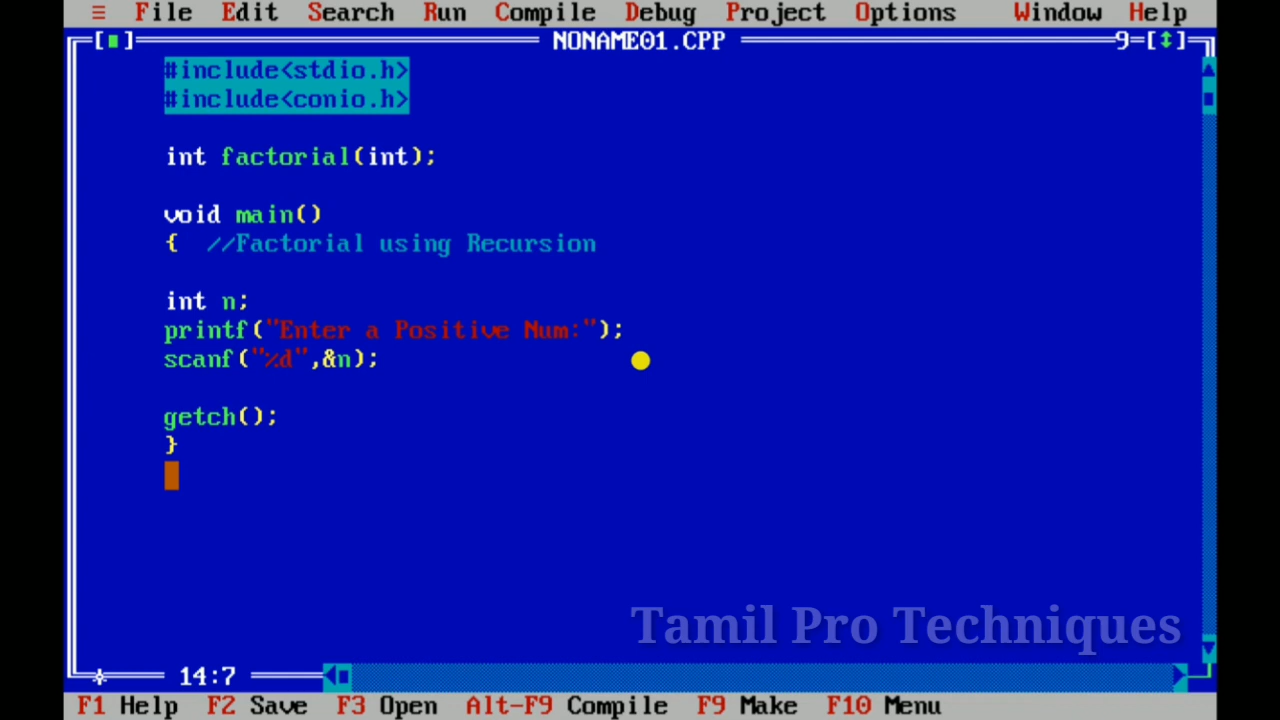 ≡ File Edit Search Run Compile Debug Project Options Window Help
[■] NONAME01.CPP 9=[↕]
#include<stdio.h>
#include<conio.h>
int factorial(int);
void main()
{ //Factorial using Recursion
int n;
printf("Enter a Positive Num:");
scanf("%d",&n);
getch();
}
Tamil Pro Techniques
14:7
F1 Help F2 Save F3 Open Alt-F9 Compile F9 Make F10 Menu